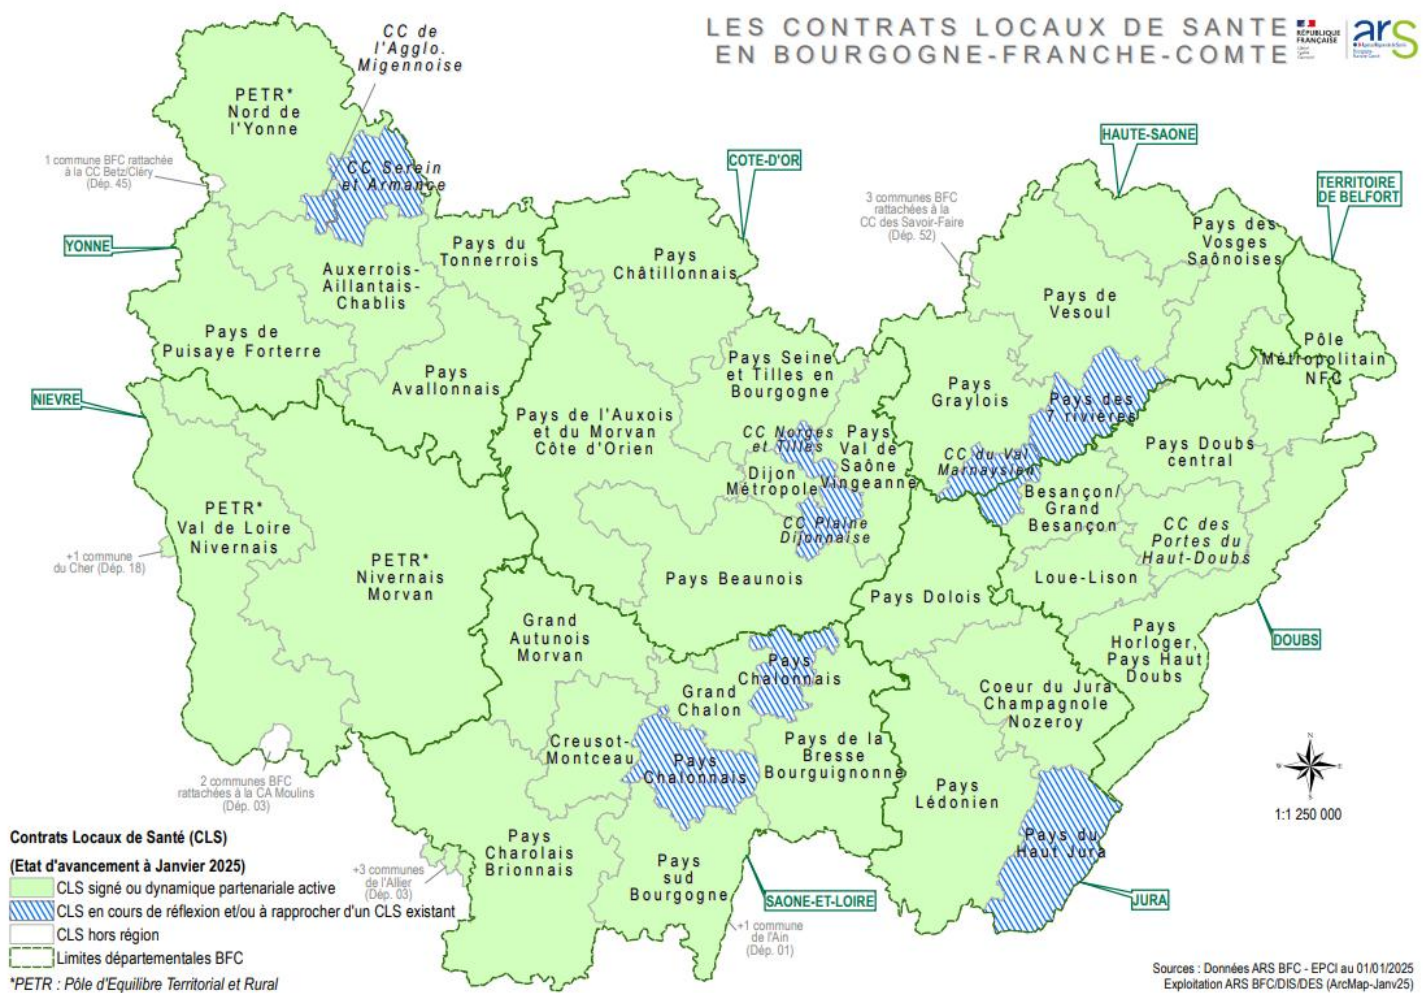 LES CONTRATS LOCAUX DE SANTE
EN BOURGOGNE-FRANCHE-COMTE
RÉPUBLIQUE
FRANÇAISE
ars
CC de
l'Agglo.
Migennoise
PETR*
Nord de
l'Yonne
1 commune BFC rattachée
à la CC Betz/Cléry
(Dép. 45)
CC Serein
et Armance
COTE-D'OR
HAUTE-SAONE
TERRITOIRE
DE BELFORT
3 communes BFC
rattachées à la
CC des Savoir-Faire
(Dép. 52)
YONNE
Pays du
Tonnerrois
Pays
Châtillonnais
Pays des
Vosges
Saônoises
Auxerrois-
Aillantais-
Chablis
Pays de
Vesoul
Pays de
Puisaye Forterre
Pôle
Métropolitain
NFC
Pays
Avallonnais
Pays Seine
et Tilles en
Bourgogne
Pays
Graylois
Pays des
7 rivières
NIEVRE
Pays de l'Auxois
et du Morvan
Côte d'Orien
CC Norges
et Tilles
Pays
Val de
Saône
Vingeanne
CC du Val
Marnaysien
Pays Doubs
central
Dijon
Métropole
Besançon/
Grand
Besançon
PETR*
Val de Loire
Nivernais
CC Plaine
Dijonnaise
CC des
Portes du
Haut-Doubs
+1 commune
du Cher (Dép. 18)
PETR*
Nivernais
Morvan
Pays Beaunois
Loue-Lison
Pays Dolois
Grand
Autunois
Morvan
Pays
Horloger,
Pays Haut
Doubs
DOUBS
Pays
Chalonnais
Grand
Chalon
Coeur du Jura
Champagnole
Nozeroy
Creusot-
Montceau
Pays
Chalonnais
Pays de la
Bresse
Bourguignonne
2 communes BFC
rattachées à la CA Moulins
(Dép. 03)
Pays
Lédonien
N
E
S
1:1 250 000
Pays
Charolais
Brionnais
Pays
sud
Bourgogne
Pays du
Haut Jura
+3 communes
de l'Allier
(Dép. 03)
SAONE-ET-LOIRE
JURA
+1 commune
de l'Ain
(Dép. 01)
Contrats Locaux de Santé (CLS)
(Etat d'avancement à Janvier 2025)
CLS signé ou dynamique partenariale active
CLS en cours de réflexion et/ou à rapprocher d'un CLS existant
CLS hors région
Limites départementales BFC
*PETR : Pôle d'Equilibre Territorial et Rural
Sources : Données ARS BFC - EPCI au 01/01/2025
Exploitation ARS BFC/DIS/DES (ArcMap-Janv25)